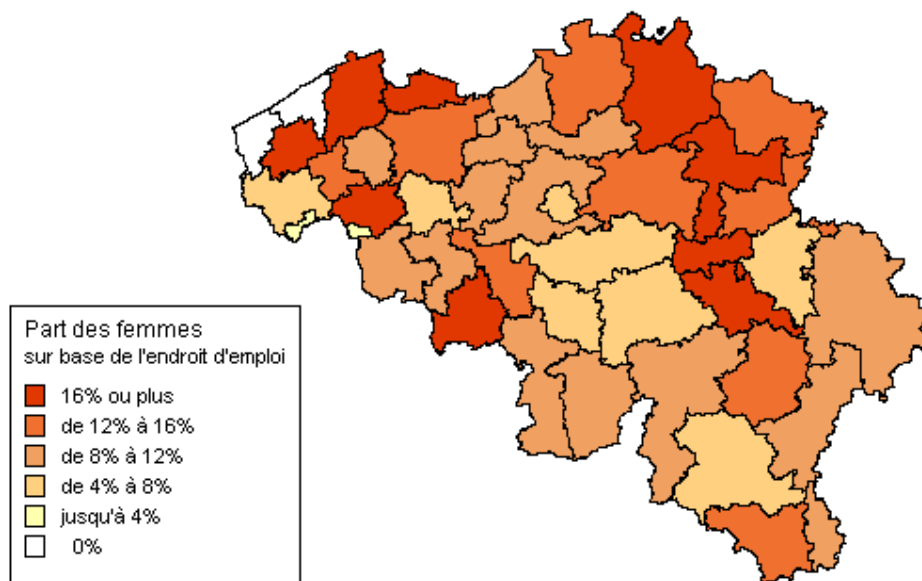 Part des femmes
sur base de l'endroit d'emploi
16% ou plus
de 12% à 16%
de 8% à 12%
de 4% à 8%
jusqu'à 4%
0%